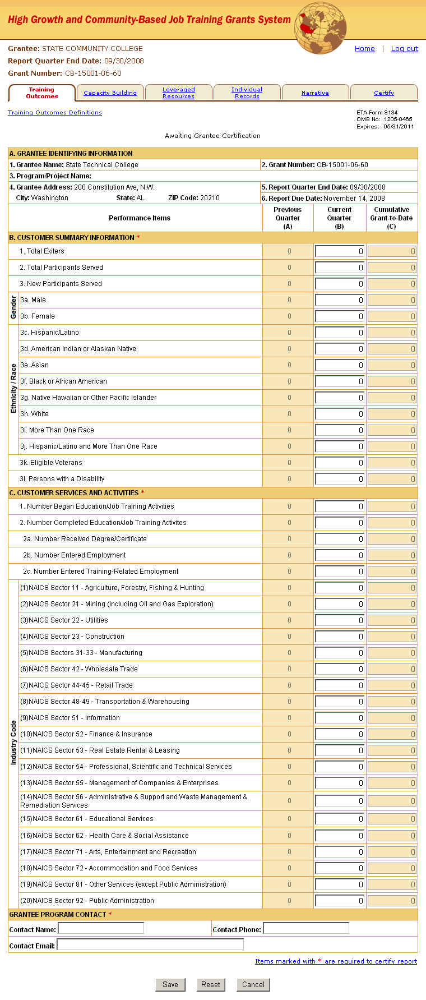 High Growth and Community-Based Job Training Grants System
Grantee: STATE COMMUNITY COLLEGE
Home | Log out
Report Quarter End Date: 09/30/2008
Grant Number: CB-15001-06-60
Training Outcomes
Capacity Building
Leveraged Resources
Individual Records
Narrative
Certify
Training Outcomes Definitions
ETA Form 9134
OMB No: 1205-0465
Expires: 05/31/2011
Awaiting Grantee Certification
A. GRANTEE IDENTIFYING INFORMATION
1. Grantee Name: State Technical College
2. Grant Number: CB-15001-06-60
3. Program/Project Name:
4. Grantee Address: 200 Constitution Ave, N.W.
5. Report Quarter End Date: 09/30/2008
City: Washington State: AL ZIP Code: 20210
6. Report Due Date: November 14, 2008
Performance Items
Previous Quarter (A)
Current Quarter (B)
Cumulative Grant-to-Date (C)
B. CUSTOMER SUMMARY INFORMATION *
1. Total Exiters 0 0 0
2. Total Participants Served 0 0 0
3. New Participants Served 0 0 0
Gender
3a. Male 0 0 0
3b. Female 0 0 0
Ethnicity / Race
3c. Hispanic/Latino 0 0 0
3d. American Indian or Alaskan Native 0 0 0
3e. Asian 0 0 0
3f. Black or African American 0 0 0
3g. Native Hawaiian or Other Pacific Islander 0 0 0
3h. White 0 0 0
3i. More Than One Race 0 0 0
3j. Hispanic/Latino and More Than One Race 0 0 0
3k. Eligible Veterans 0 0 0
3l. Persons with a Disability 0 0 0
C. CUSTOMER SERVICES AND ACTIVITIES *
1. Number Began Education/Job Training Activities 0 0 0
2. Number Completed Education/Job Training Activites 0 0 0
2a. Number Received Degree/Certificate 0 0 0
2b. Number Entered Employment 0 0 0
2c. Number Entered Training-Related Employment 0 0 0
Industry Code
(1)NAICS Sector 11 - Agriculture, Forestry, Fishing & Hunting 0 0 0
(2)NAICS Sector 21 - Mining (Including Oil and Gas Exploration) 0 0 0
(3)NAICS Sector 22 - Utilities 0 0 0
(4)NAICS Sector 23 - Construction 0 0 0
(5)NAICS Sectors 31-33 - Manufacturing 0 0 0
(6)NAICS Sector 42 - Wholesale Trade 0 0 0
(7)NAICS Sector 44-45 - Retail Trade 0 0 0
(8)NAICS Sector 48-49 - Transportation & Warehousing 0 0 0
(9)NAICS Sector 51 - Information 0 0 0
(10)NAICS Sector 52 - Finance & Insurance 0 0 0
(11)NAICS Sector 53 - Real Estate Rental & Leasing 0 0 0
(12)NAICS Sector 54 - Professional, Scientific and Technical Services 0 0 0
(13)NAICS Sector 55 - Management of Companies & Enterprises 0 0 0
(14)NAICS Sector 56 - Administrative & Support and Waste Management &
Remediation Services 0 0 0
(15)NAICS Sector 61 - Educational Services 0 0 0
(16)NAICS Sector 62 - Health Care & Social Assistance 0 0 0
(17)NAICS Sector 71 - Arts, Entertainment and Recreation 0 0 0
(18)NAICS Sector 72 - Accommodation and Food Services 0 0 0
(19)NAICS Sector 81 - Other Services (except Public Administration) 0 0 0
(20)NAICS Sector 92 - Public Administration 0 0 0
GRANTEE PROGRAM CONTACT *
Contact Name: Contact Phone:
Contact Email:
Items marked with * are required to certify report
Save Reset Cancel